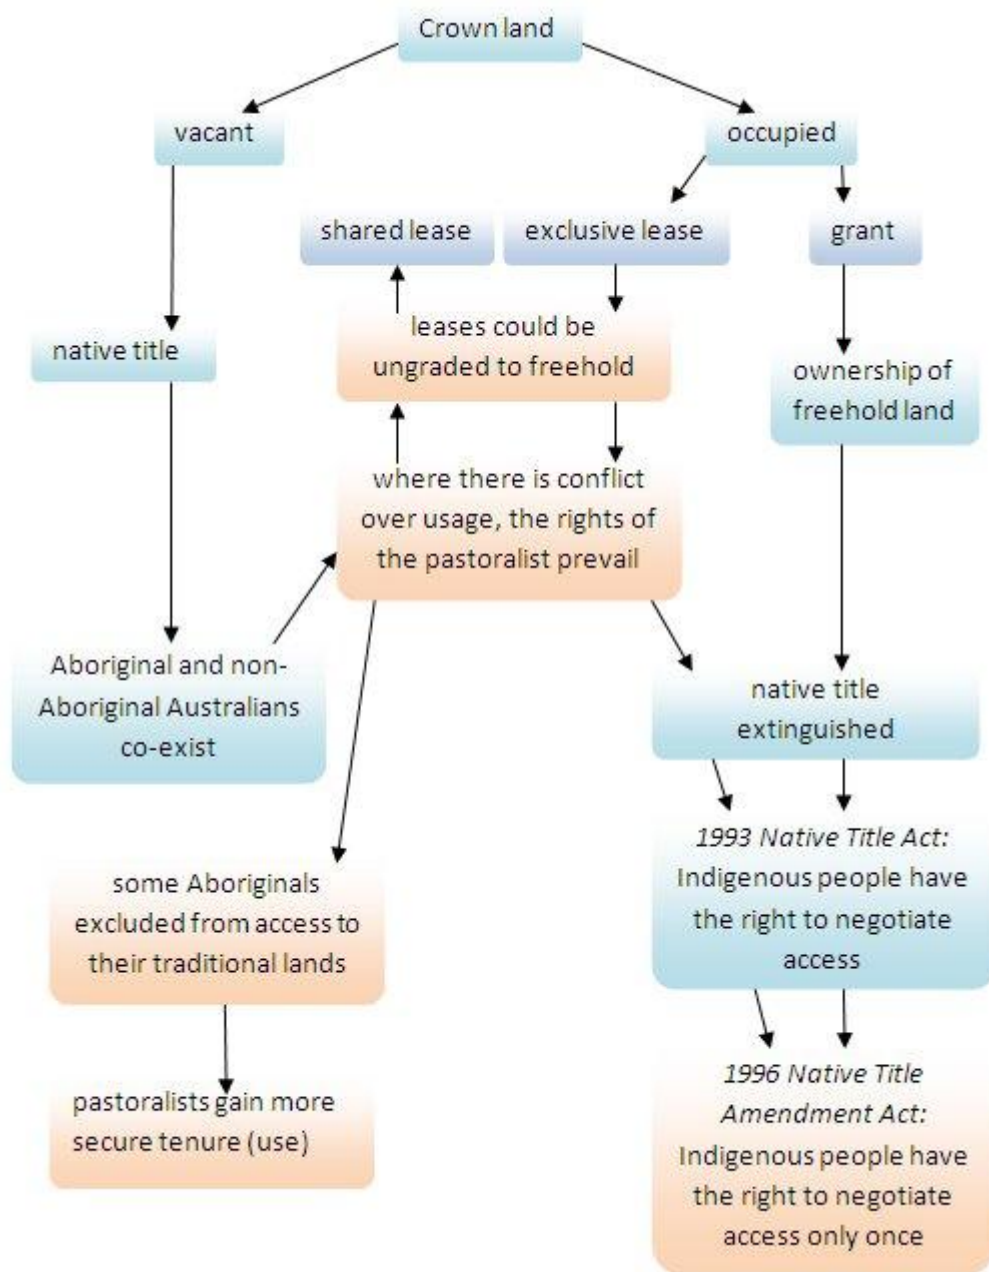 Crown land
vacant
occupied
shared lease
exclusive lease
grant
leases could be
ungraded to freehold
native title
ownership of
freehold land
where there is conflict
over usage, the rights of
the pastoralist prevail
Aboriginal and non-
Aboriginal Australians
co-exist
native title
extinguished
1993 Native Title Act:
Indigenous people have
the right to negotiate
access
some Aboriginals
excluded from access to
their traditional lands
pastoralists gain more
secure tenure (use)
1996 Native Title
Amendment Act:
Indigenous people have
the right to negotiate
access only once